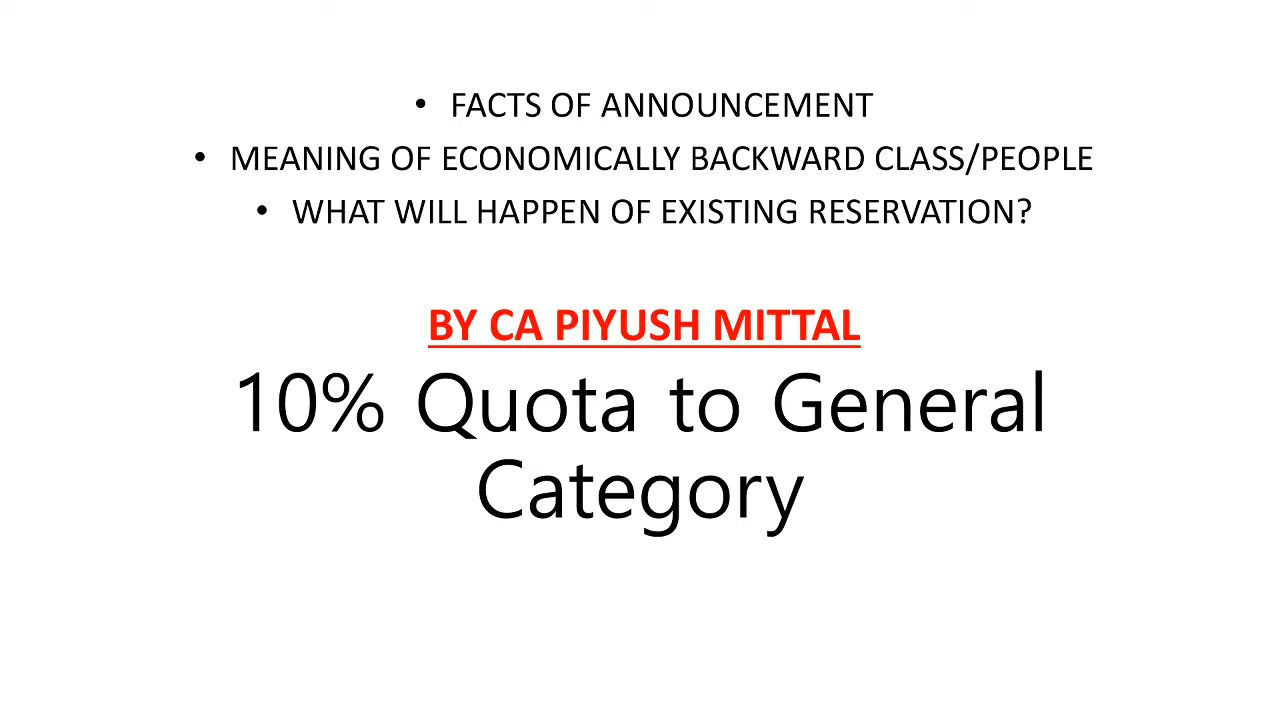 • FACTS OF ANNOUNCEMENT
• MEANING OF ECONOMICALLY BACKWARD CLASS/PEOPLE
• WHAT WILL HAPPEN OF EXISTING RESERVATION?
BY CA PIYUSH MITTAL
10% Quota to General
Category